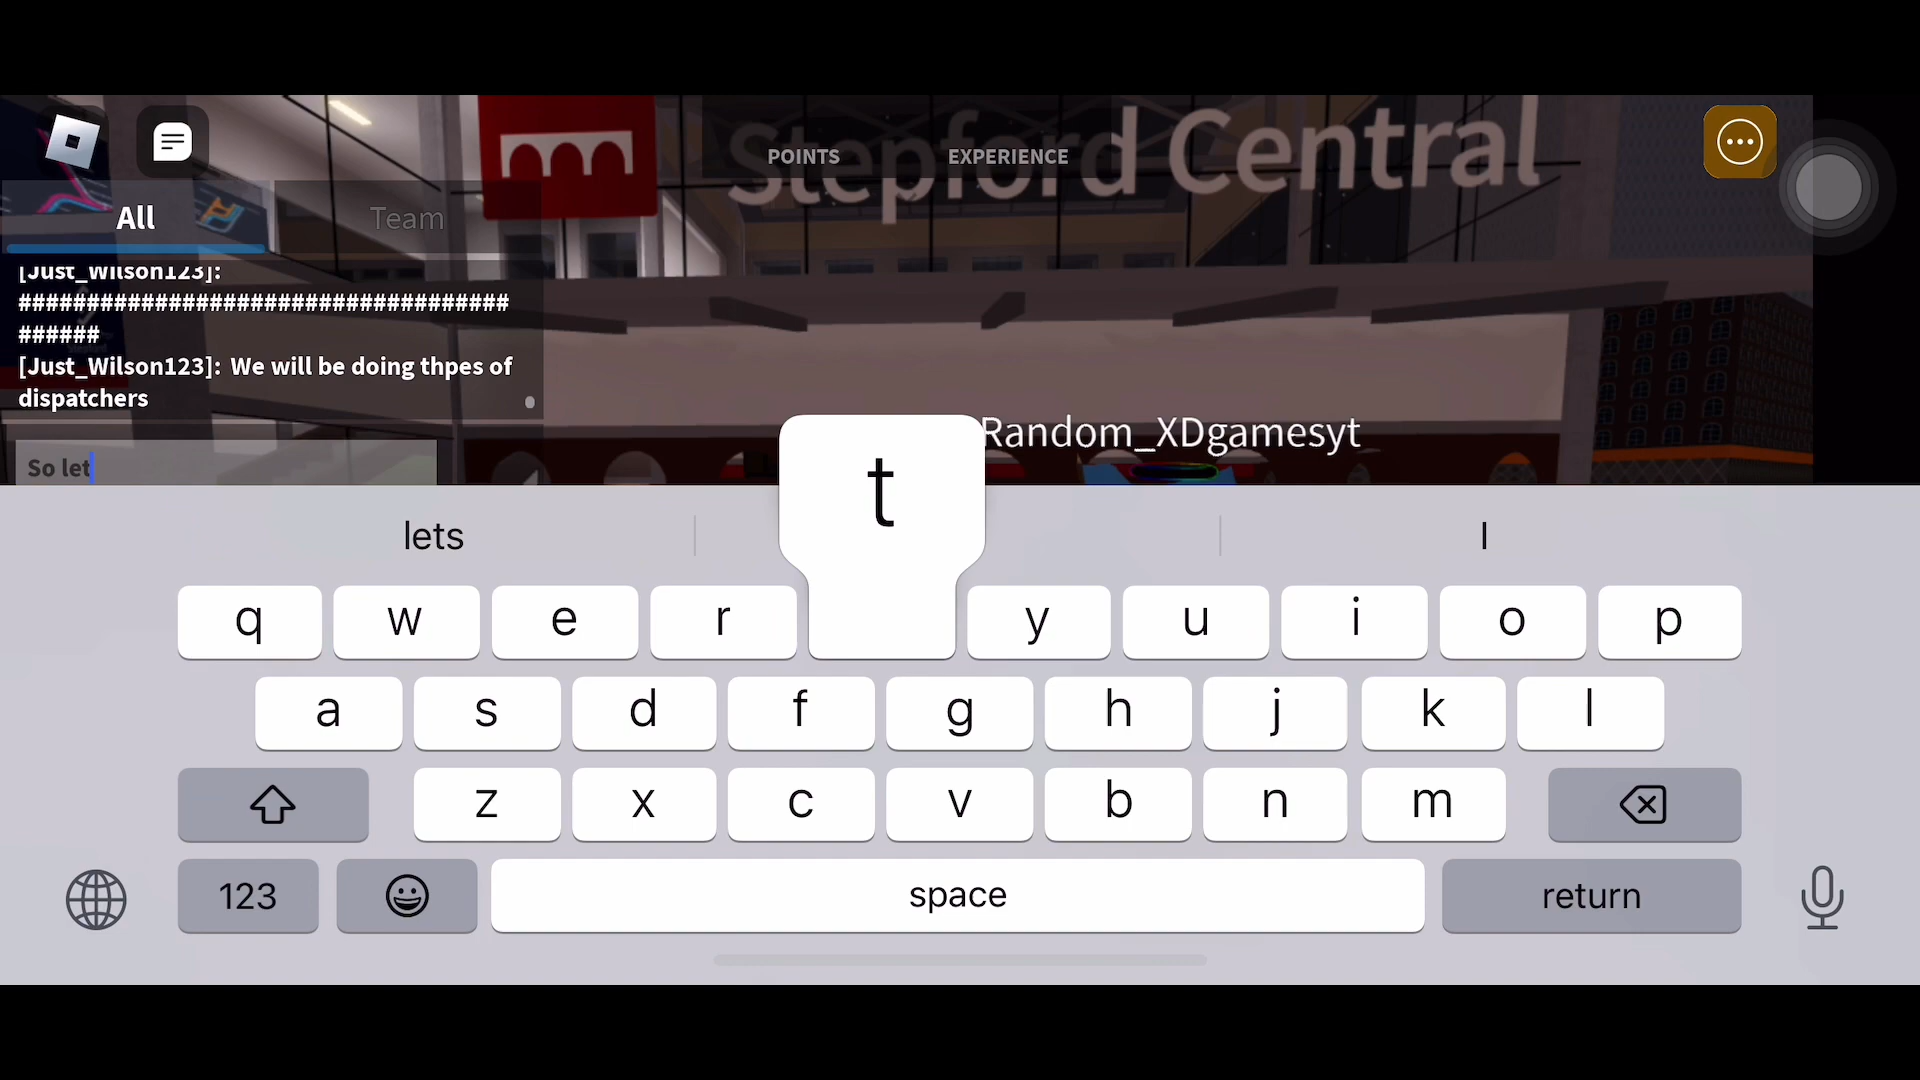 Stepford Central
POINTS
EXPERIENCE
All
Team
[Just_Wilson123]:
####################################
######
[Just_Wilson123]: We will be doing thpes of
dispatchers
Random_XDgamesyt
So let
lets
I
t
q w e r y u i o p
a s d f g h j k l
z x c v b n m
123
space
return